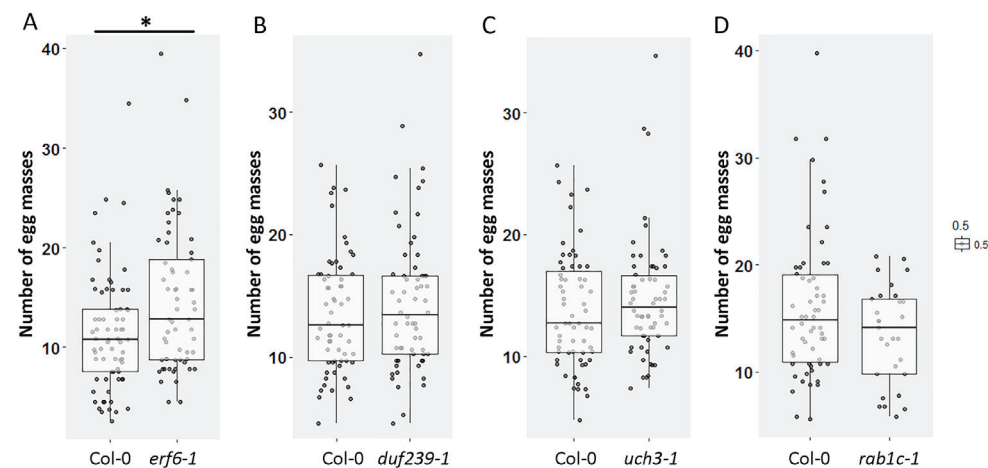 A
*
Number of egg masses
40
30
20
10
Col-0
erf6-1
B
Number of egg masses
30
20
10
Col-0
duf239-1
C
Number of egg masses
30
20
10
Col-0
uch3-1
D
Number of egg masses
40
30
20
10
Col-0
rab1c-1
0.5
0.5